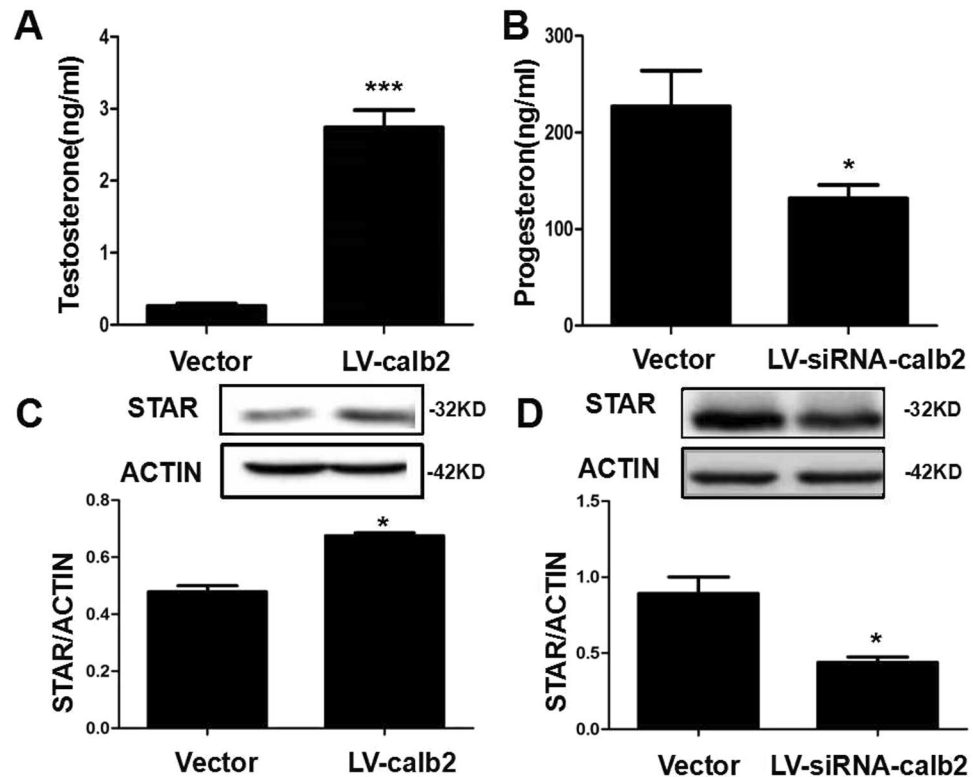 A
Testosterone(ng/ml)
4
3
2
1
0
***
Vector LV-calb2
B
Progesteron(ng/ml)
300
200
100
0
*
Vector LV-siRNA-calb2
C
STAR -32KD
ACTIN -42KD
STAR/ACTIN
0.8
0.6
0.4
0.2
0.0
*
Vector LV-calb2
D
STAR -32KD
ACTIN -42KD
STAR/ACTIN
1.5
1.0
0.5
0.0
*
Vector LV-siRNA-calb2